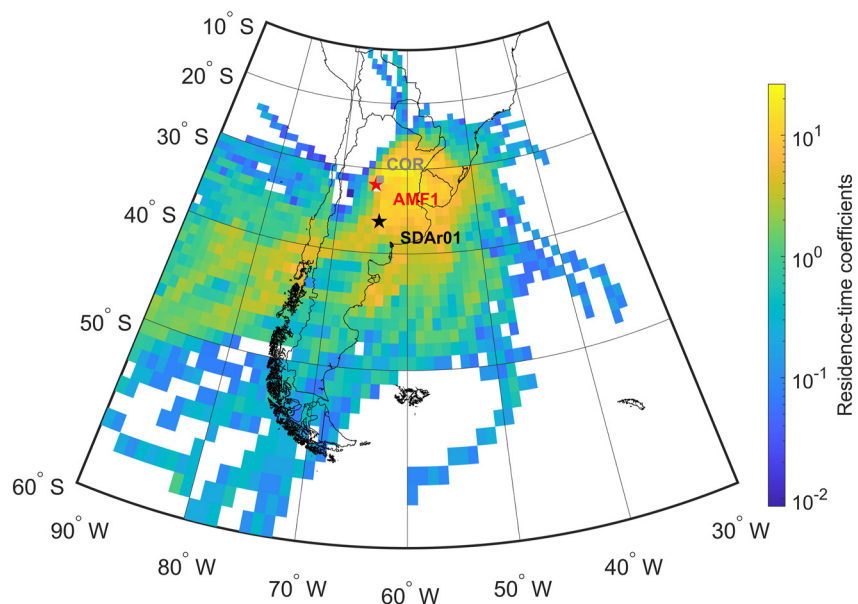 10° S
20° S
30° S
40° S
50° S
60° S
90° W
80° W
70° W
60° W
50° W
40° W
30° W
COR
AMF1
SDAr01
10^1
10^0
10^-1
10^-2
Residence-time coefficients